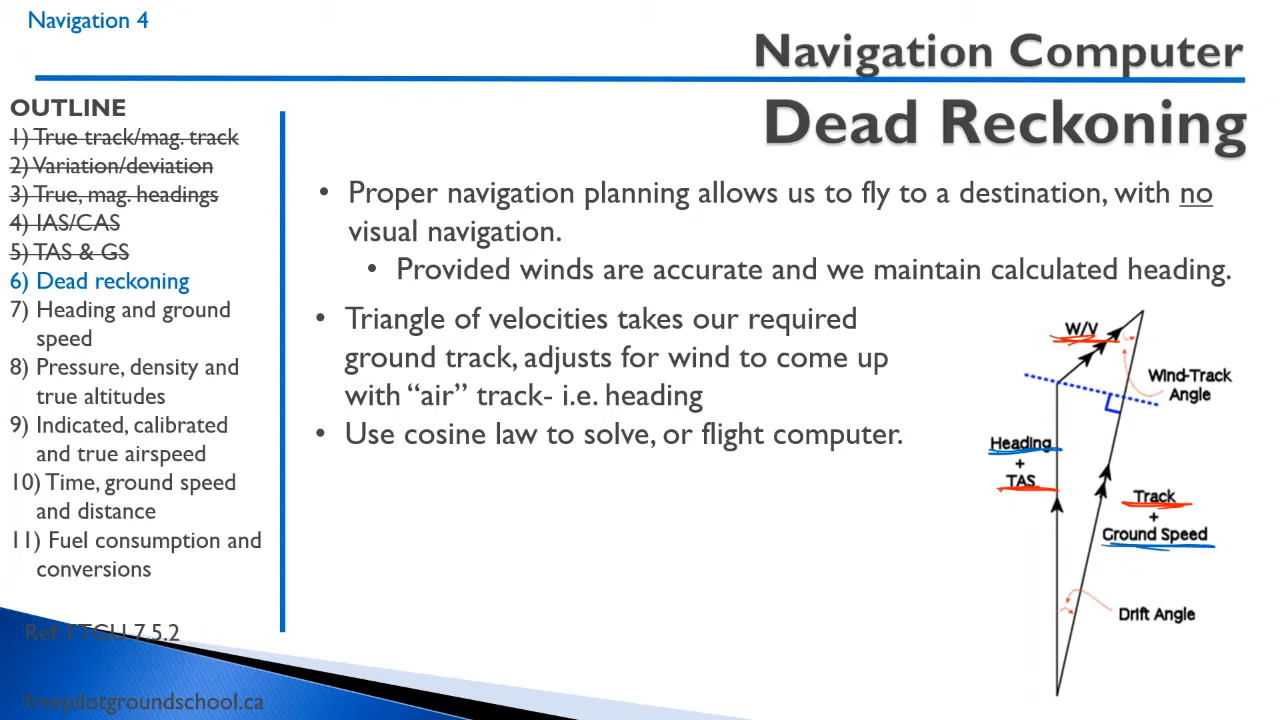 Navigation 4
Navigation Computer
Dead Reckoning
OUTLINE
1) True track/mag. track
2) Variation/deviation
3) True, mag. headings
4) IAS/CAS
5) TAS & GS
6) Dead reckoning
7) Heading and ground
speed
8) Pressure, density and
true altitudes
9) Indicated, calibrated
and true airspeed
10) Time, ground speed
and distance
11) Fuel consumption and
conversions
Ref: FTGU 7.5.2
freepilotgroundschool.ca
• Proper navigation planning allows us to fly to a destination, with no
visual navigation.
• Provided winds are accurate and we maintain calculated heading.
• Triangle of velocities takes our required
ground track, adjusts for wind to come up
with “air” track- i.e. heading
• Use cosine law to solve, or flight computer.
W/V
Wind-Track
Angle
Heading
+
TAS
Track
+
Ground Speed
Drift Angle